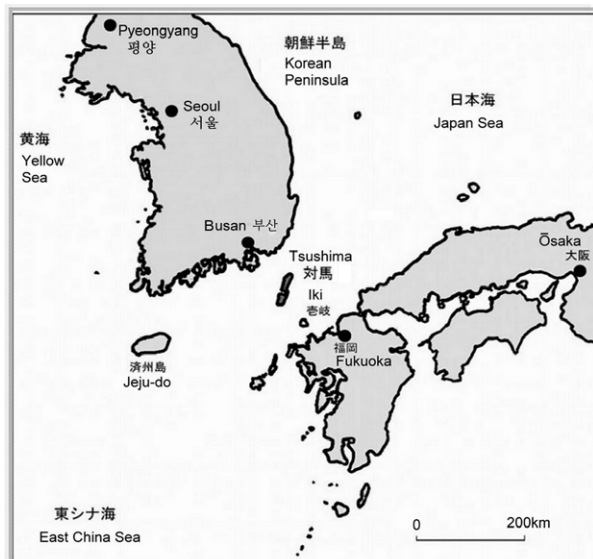 Pyeongyang
평양
朝鮮半島
Korean
Peninsula
Seoul
서울
日本海
Japan Sea
黄海
Yellow
Sea
Busan 부산
Tsushima
対馬
Iki
壱岐
Ōsaka
大阪
福岡
Fukuoka
済州島
Jeju-do
東シナ海
East China Sea
0 200km